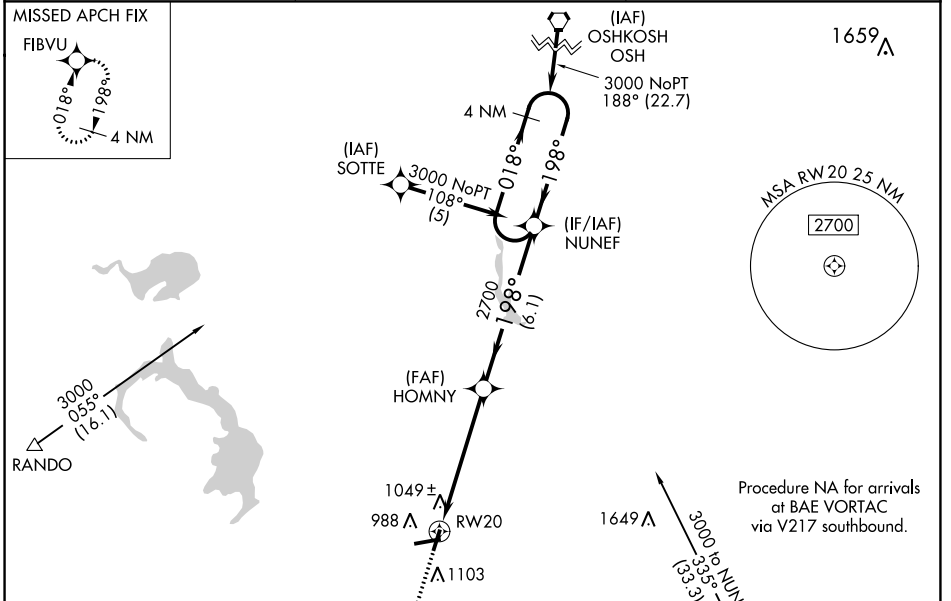 MISSED APCH FIX
FIBVU
018°
198°
4 NM
(IAF)
OSHKOSH
OSH
3000 NoPT
188° (22.7)
1659
4 NM
018°
198°
(IAF)
SOTTE
3000 NoPT
108°
(5)
(IF/IAF)
NUNEF
MSA RW20 25 NM
2700
2700
198°
(6.1)
(FAF)
HOMNY
3000
055°
(16.1)
RANDO
1049 ±
988
RW20
1103
1649
3000 to NUN
335°
(33.3)
Procedure NA for arrivals
at BAE VORTAC
via V217 southbound.